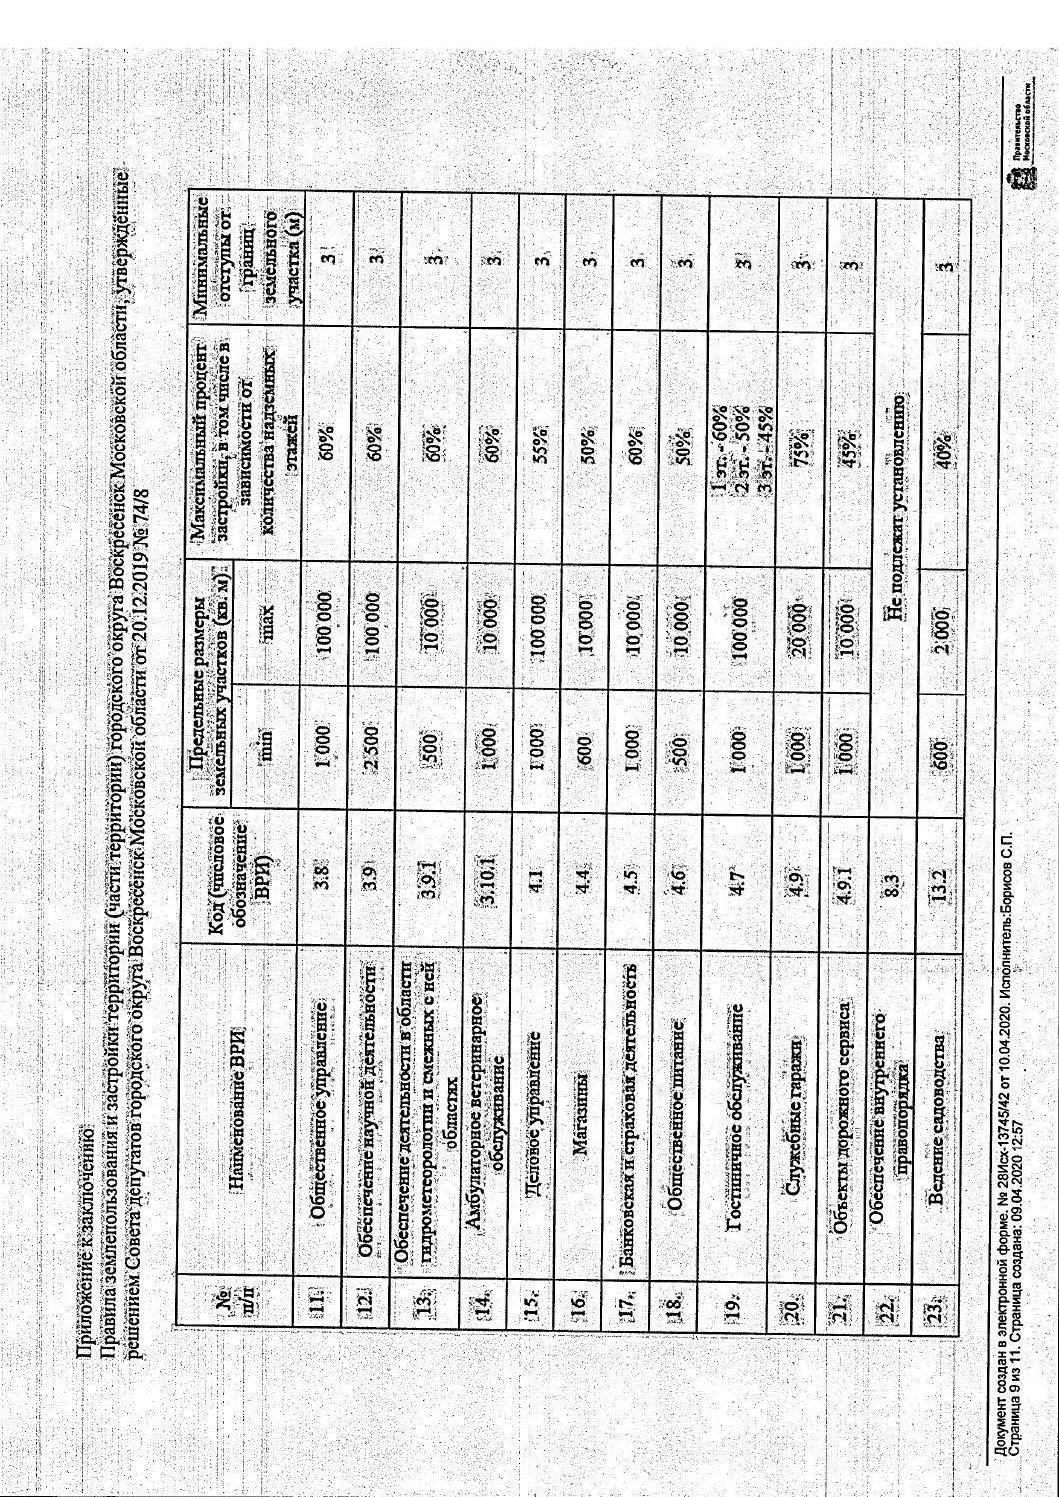 Приложение к заключению
Правила землепользования и застройки территории (части территории) городского округа Воскресенск Московской области, утвержденные
решением Совета депутатов городского округа Воскресенск Московской области от 20.12.2019 № 74/8
№ п/п
Наименование ВРИ
Код (числовое обозначение ВРИ)
Предельные размеры земельных участков (кв. м)
min
max
Максимальный процент застройки, в том числе в зависимости от количества надземных этажей
Минимальные отступы от границ земельного участка (м)
11. Общественное управление 3.8 1 000 100 000 60% 3
12. Обеспечение научной деятельности 3.9 2 500 100 000 60% 3
13. Обеспечение деятельности в области гидрометеорологии и смежных с ней областях 3.9.1 500 10 000 60% 3
14. Амбулаторное ветеринарное обслуживание 3.10.1 1 000 10 000 60% 3
15. Деловое управление 4.1 1 000 100 000 55% 3
16. Магазины 4.4 600 10 000 50% 3
17. Банковская и страховая деятельность 4.5 1 000 10 000 60% 3
18. Общественное питание 4.6 500 10 000 50% 3
19. Гостиничное обслуживание 4.7 1 000 100 000 1 эт. - 60% 2 эт. - 50% 3 эт. - 45% 3
20. Служебные гаражи 4.9 1 000 20 000 75% 3
21. Объекты дорожного сервиса 4.9.1 1 000 10 000 45% 3
22. Обеспечение внутреннего правопорядка 8.3 Не подлежат установлению
23. Ведение садоводства 13.2 600 2 000 40% 3
Документ создан в электронной форме. № 28Исх-13745/42 от 10.04.2020. Исполнитель:Борисов С.П.
Страница 9 из 11. Страница создана: 09.04.2020 12:57
Правительство
Московской области